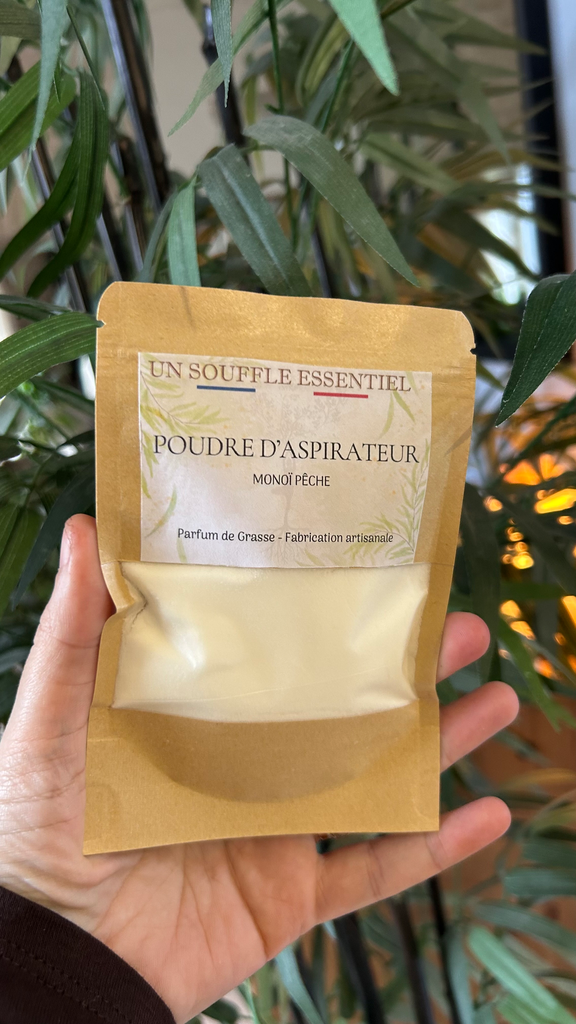 UN SOUFFLE ESSENTIEL
POUDRE D'ASPIRATEUR
MONOÏ PÊCHE
Parfum de Grasse - Fabrication artisanale